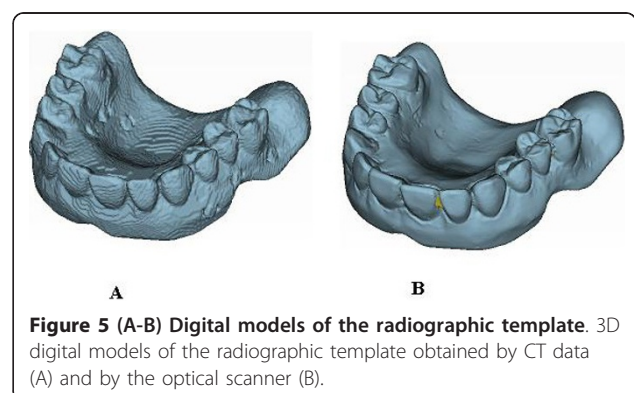 A
B
Figure 5 (A-B) Digital models of the radiographic template. 3D
digital models of the radiographic template obtained by CT data
(A) and by the optical scanner (B).